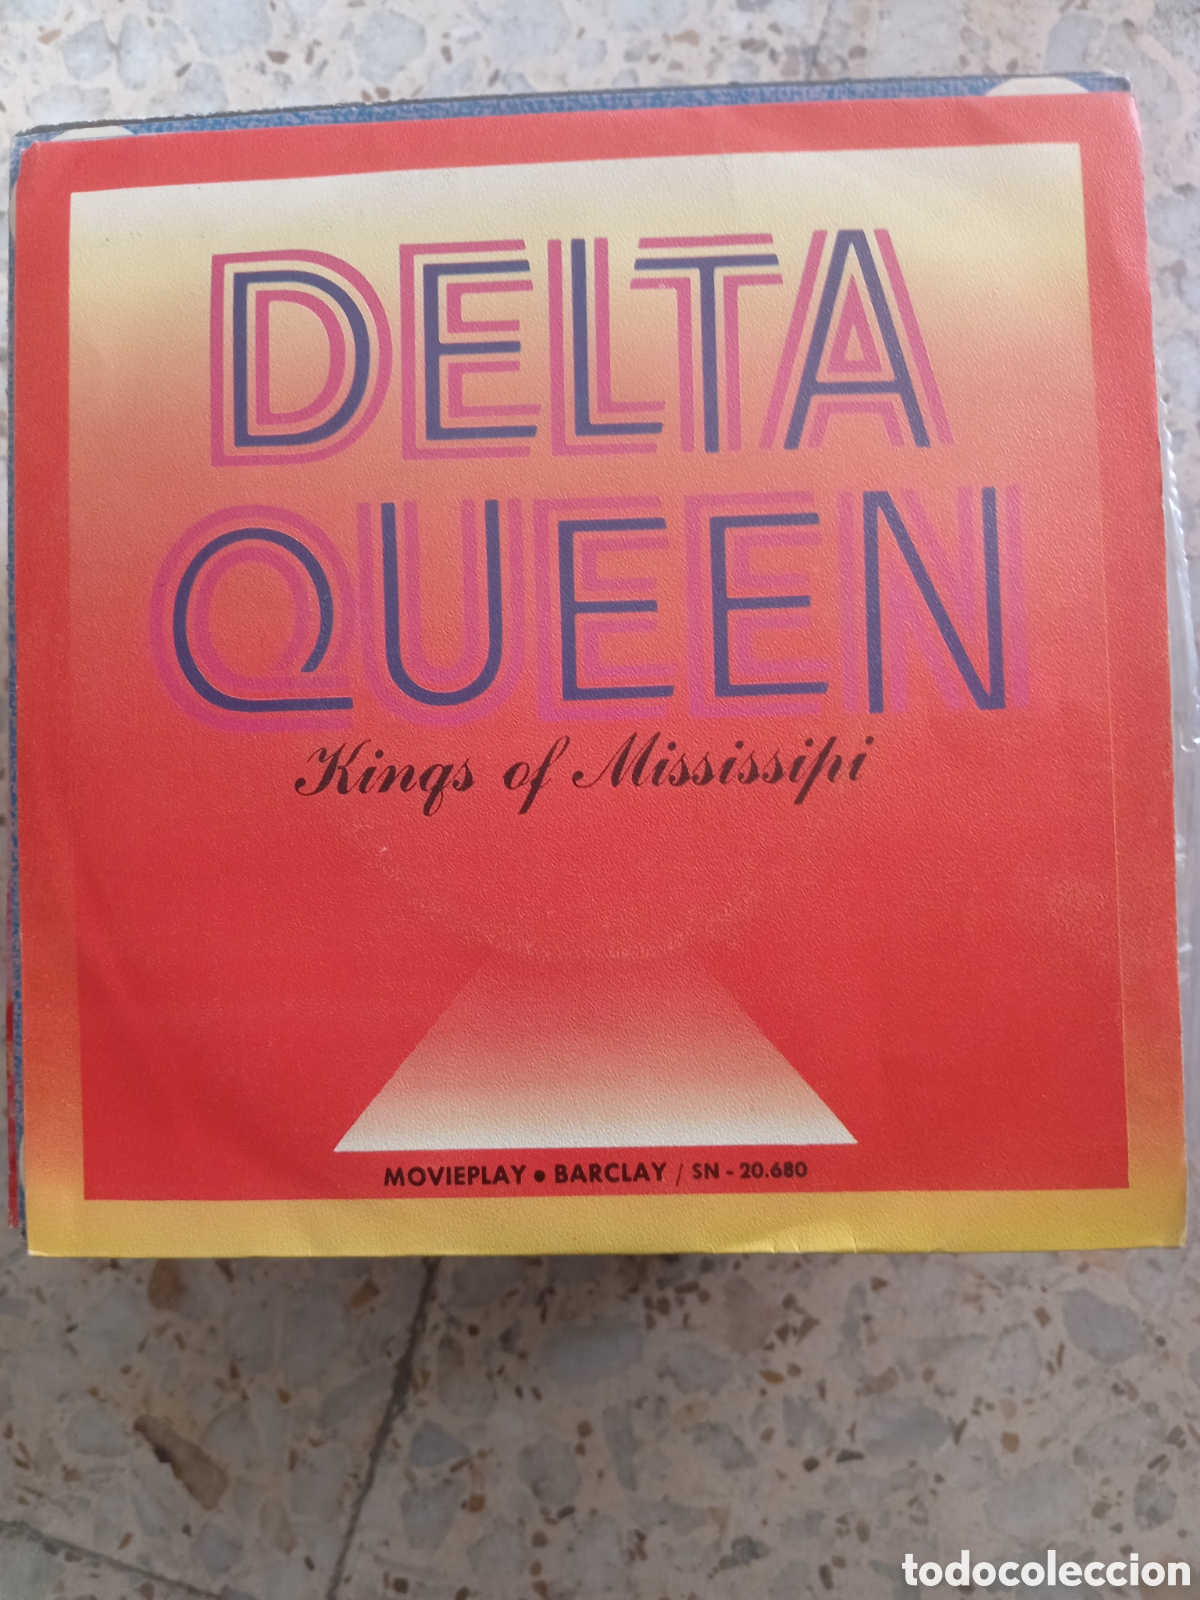 DELTA
QUEEN
Kings of Mississipi
MOVIEPLAY • BARCLAY / SN - 20.680
todocoleccion